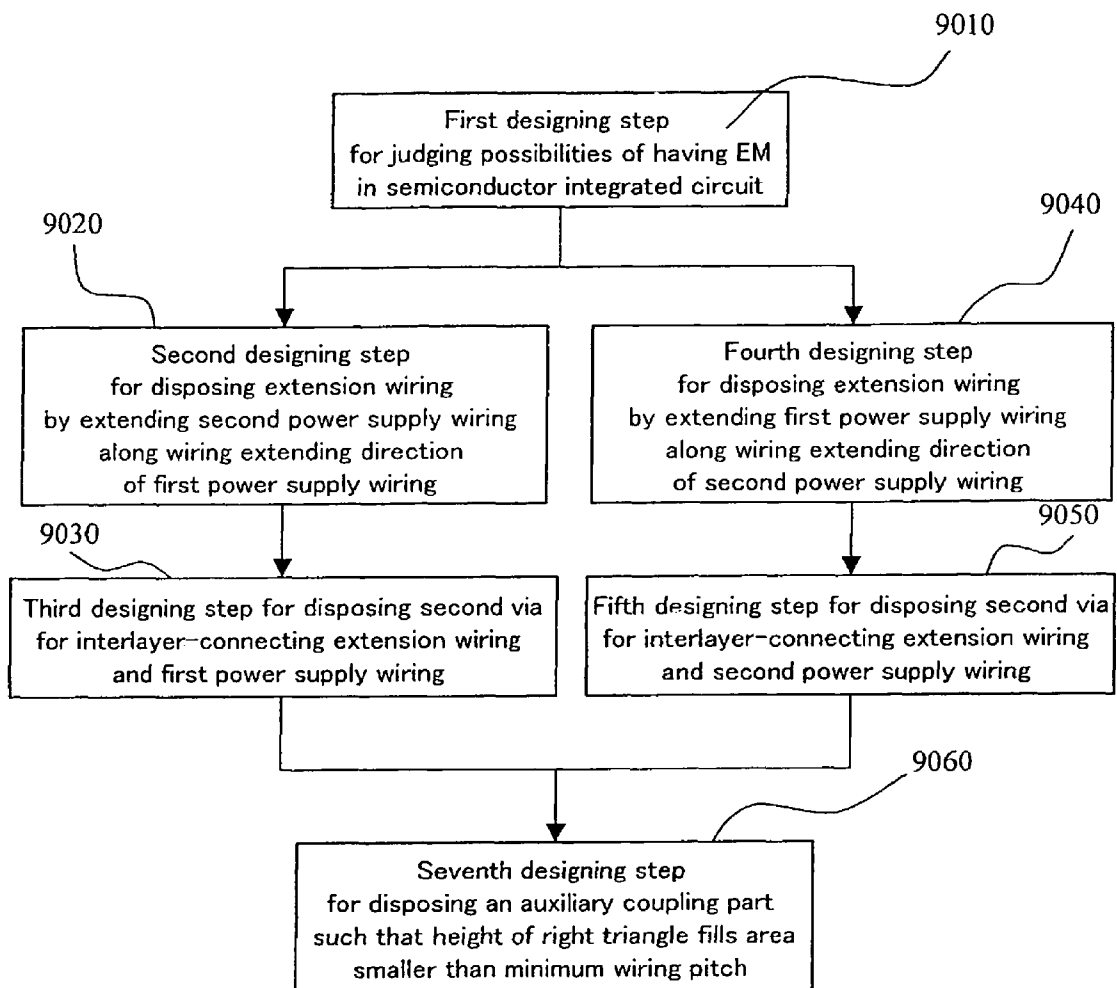 9010
First designing step
for judging possibilities of having EM
in semiconductor integrated circuit
9020
9040
Second designing step
for disposing extension wiring
by extending second power supply wiring
along wiring extending direction
of first power supply wiring
Fourth designing step
for disposing extension wiring
by extending first power supply wiring
along wiring extending direction
of second power supply wiring
9030
9050
Third designing step for disposing second via
for interlayer-connecting extension wiring
and first power supply wiring
Fifth designing step for disposing second via
for interlayer-connecting extension wiring
and second power supply wiring
9060
Seventh designing step
for disposing an auxiliary coupling part
such that height of right triangle fills area
smaller than minimum wiring pitch